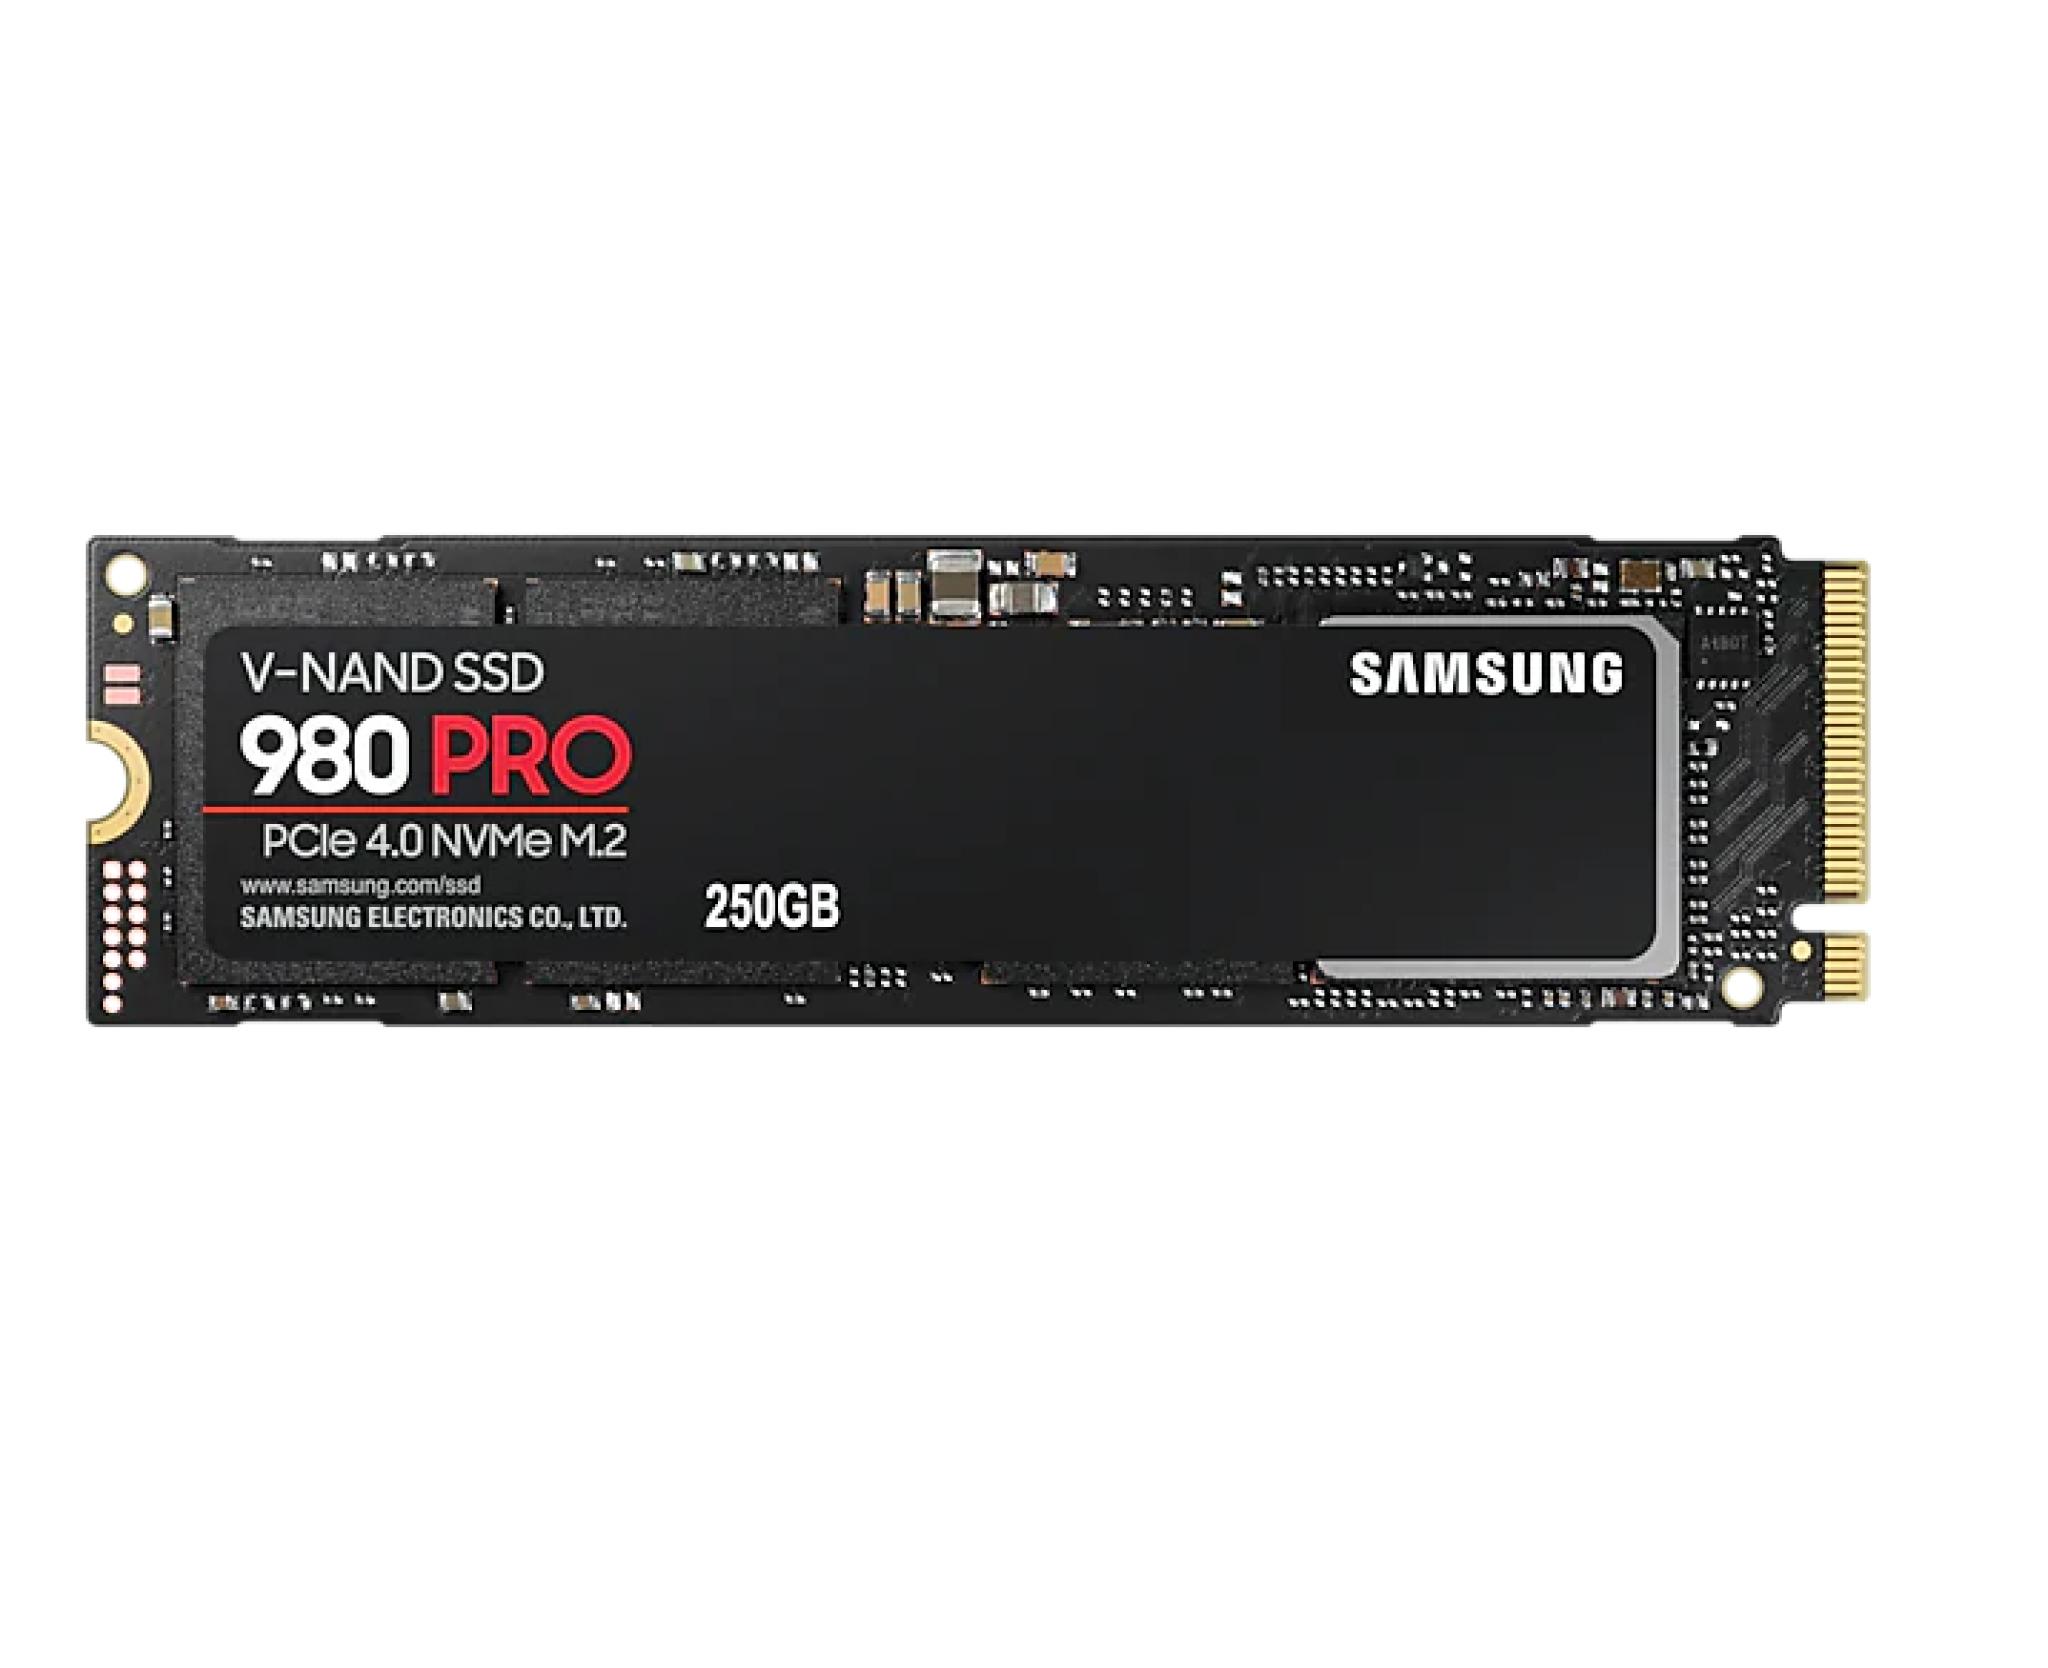 V-NAND SSD
SAMSUNG
980 PRO
PCIe 4.0 NVMe M.2
www.samsung.com/ssd
SAMSUNG ELECTRONICS CO., LTD.
250GB